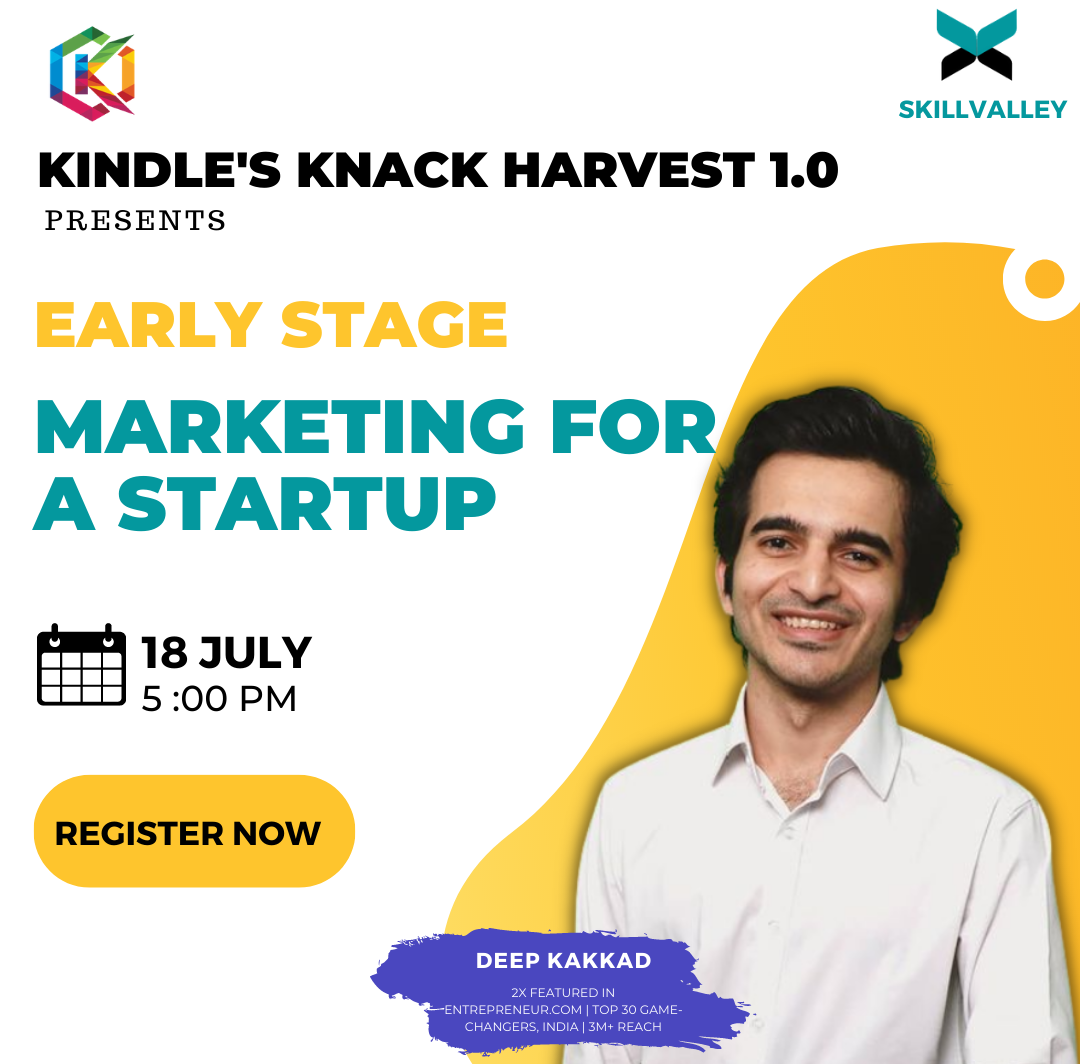 SKILLVALLEY
KINDLE'S KNACK HARVEST 1.0
PRESENTS
EARLY STAGE
MARKETING FOR
A STARTUP
18 JULY
5 :00 PM
REGISTER NOW
DEEP KAKKAD
2X FEATURED IN
ENTREPRENEUR.COM | TOP 30 GAME-
CHANGERS, INDIA | 3M+ REACH